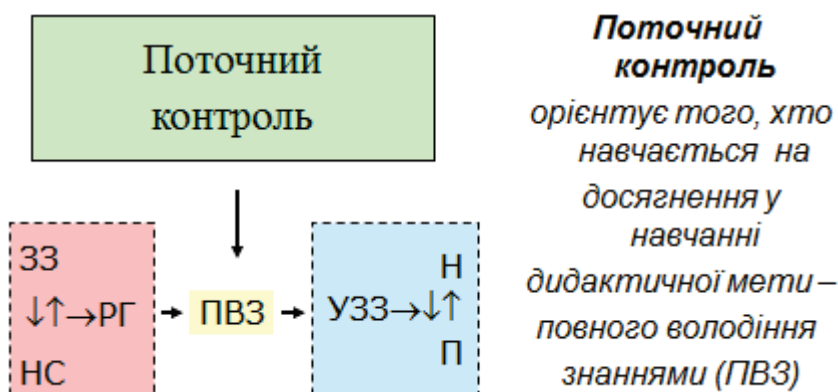 Поточний
контроль
ЗЗ
↓↑→РГ
НС
ПВЗ
Н
УЗЗ→↓↑
П
Поточний
контроль
орієнтує того, хто
навчається на
досягнення у
навчанні
дидактичної мети –
повного володіння
знаннями (ПВЗ)